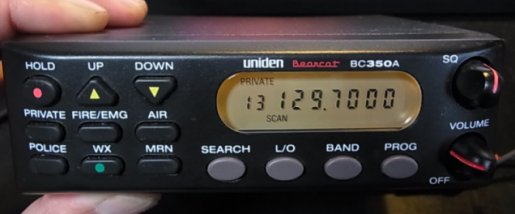 HOLD UP DOWN
uniden Bearcat BC350A
SQ
PRIVATE
13 129.7000
SCAN
PRIVATE FIRE/EMG AIR
VOLUME
POLICE WX MRN
SEARCH L/O BAND PROG
OFF